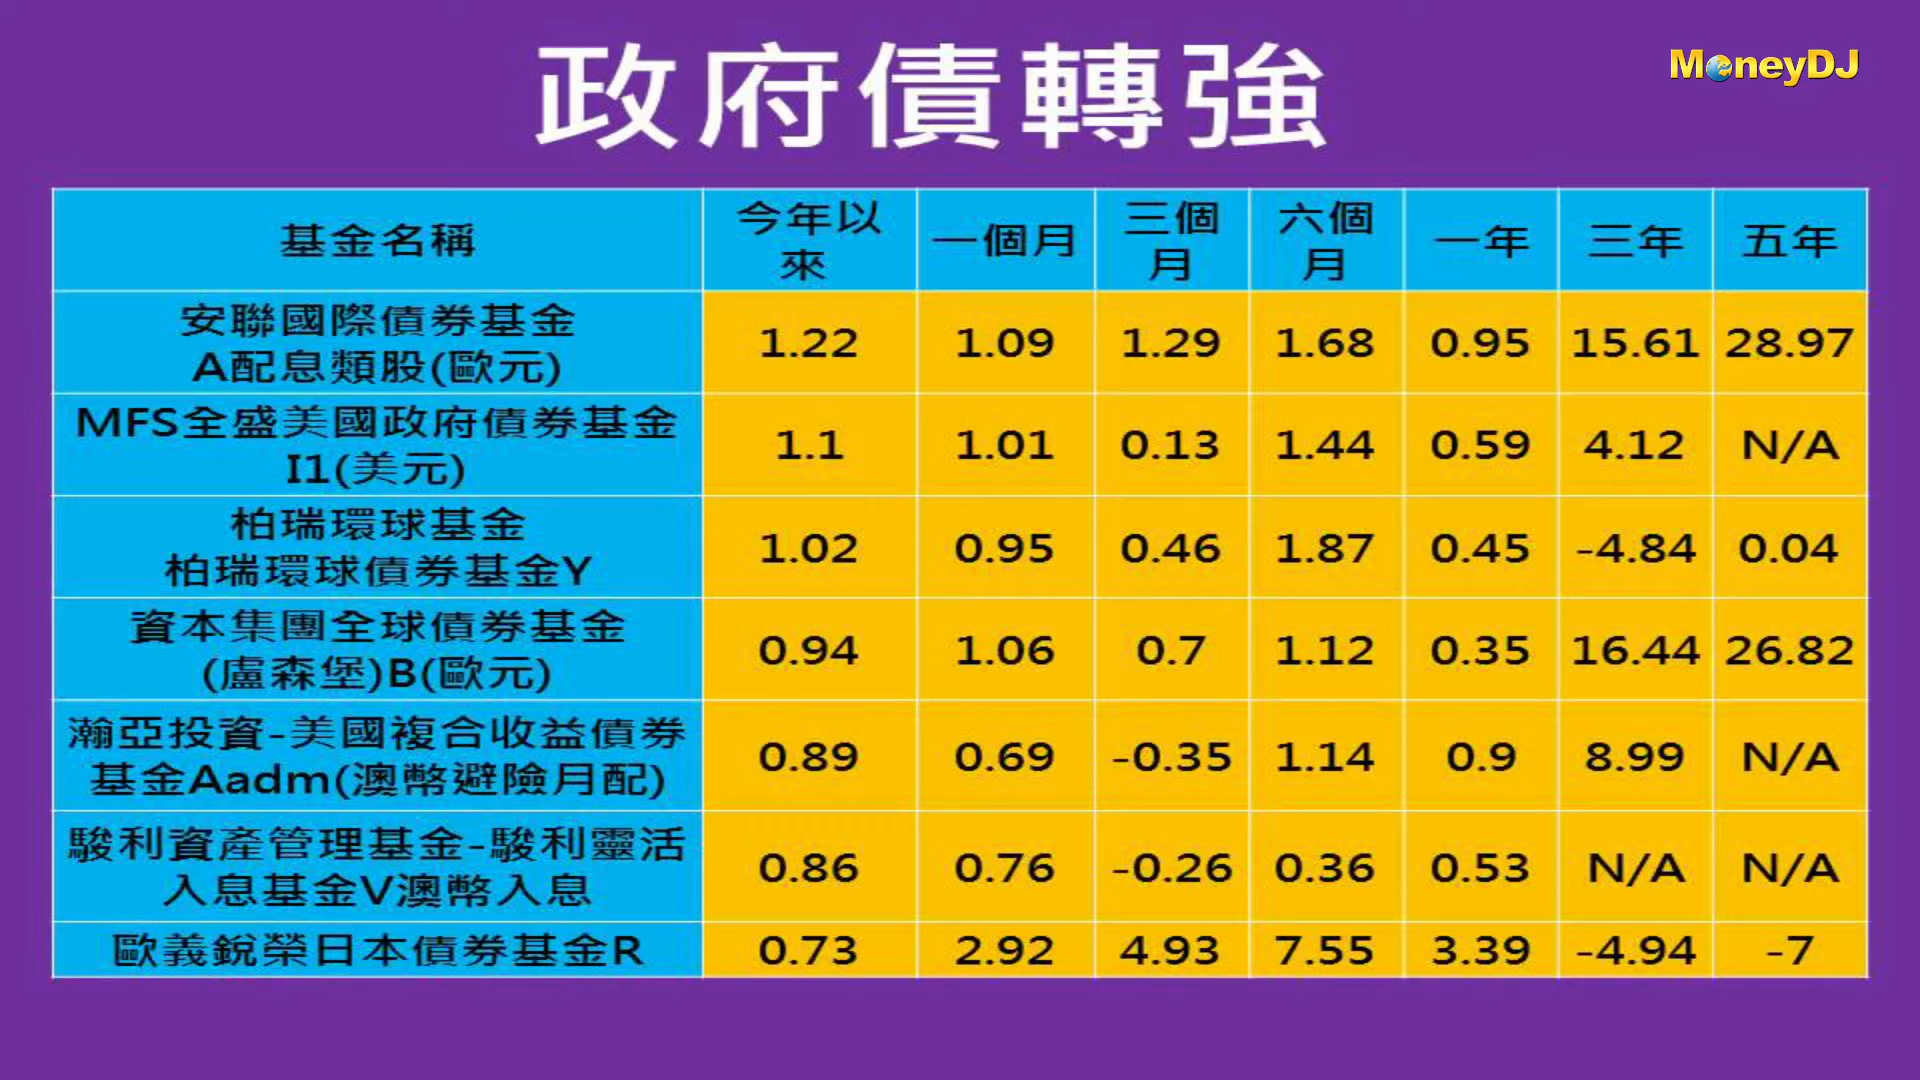 政府債轉強
MoneyDJ
基金名稱 今年以來 一個月 三個月 六個月 一年 三年 五年
安聯國際債券基金
A配息類股(歐元) 1.22 1.09 1.29 1.68 0.95 15.61 28.97
MFS全盛美國政府債券基金
I1(美元) 1.1 1.01 0.13 1.44 0.59 4.12 N/A
柏瑞環球基金
柏瑞環球債券基金Y 1.02 0.95 0.46 1.87 0.45 -4.84 0.04
資本集團全球債券基金
(盧森堡)B(歐元) 0.94 1.06 0.7 1.12 0.35 16.44 26.82
瀚亞投資-美國複合收益債券
基金Aadm(澳幣避險月配) 0.89 0.69 -0.35 1.14 0.9 8.99 N/A
駿利資產管理基金-駿利靈活
入息基金V澳幣入息 0.86 0.76 -0.26 0.36 0.53 N/A N/A
歐義銳榮日本債券基金R 0.73 2.92 4.93 7.55 3.39 -4.94 -7